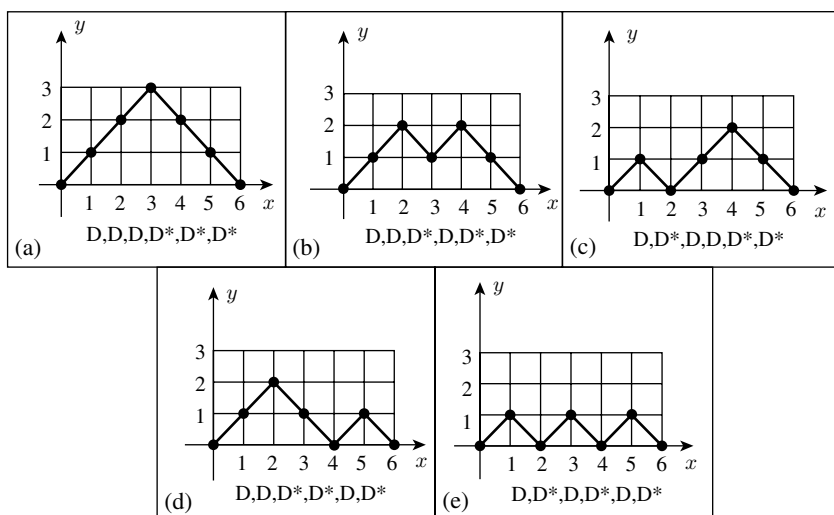 y
3
2
1
1 2 3 4 5 6 x
D,D,D,D*,D*,D*
(a)
y
3
2
1
1 2 3 4 5 6 x
D,D,D*,D,D*,D*
(b)
y
3
2
1
1 2 3 4 5 6 x
D,D*,D,D,D*,D*
(c)
y
3
2
1
1 2 3 4 5 6 x
D,D,D*,D*,D,D*
(d)
y
3
2
1
1 2 3 4 5 6 x
D,D*,D,D*,D,D*
(e)